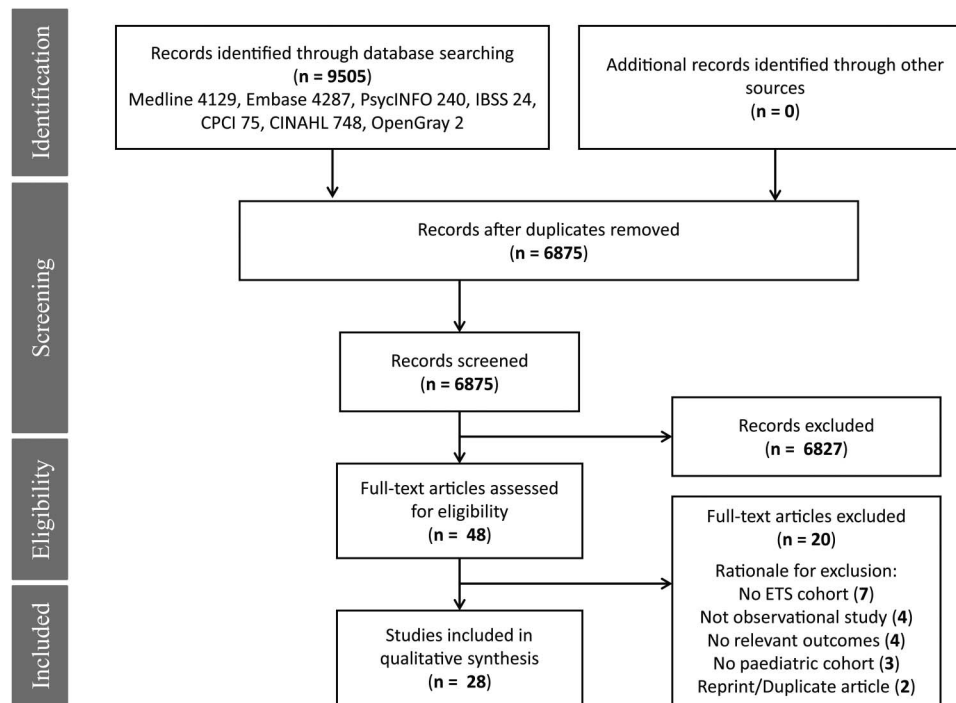 Identification
Records identified through database searching
(n = 9505)
Medline 4129, Embase 4287, PsycINFO 240, IBSS 24,
CPCI 75, CINAHL 748, OpenGray 2
Additional records identified through other
sources
(n = 0)
Screening
Records after duplicates removed
(n = 6875)
Records screened
(n = 6875)
Records excluded
(n = 6827)
Eligibility
Full-text articles assessed
for eligibility
(n = 48)
Full-text articles excluded
(n = 20)
Rationale for exclusion:
No ETS cohort (7)
Not observational study (4)
No relevant outcomes (4)
No paediatric cohort (3)
Reprint/Duplicate article (2)
Included
Studies included in
qualitative synthesis
(n = 28)